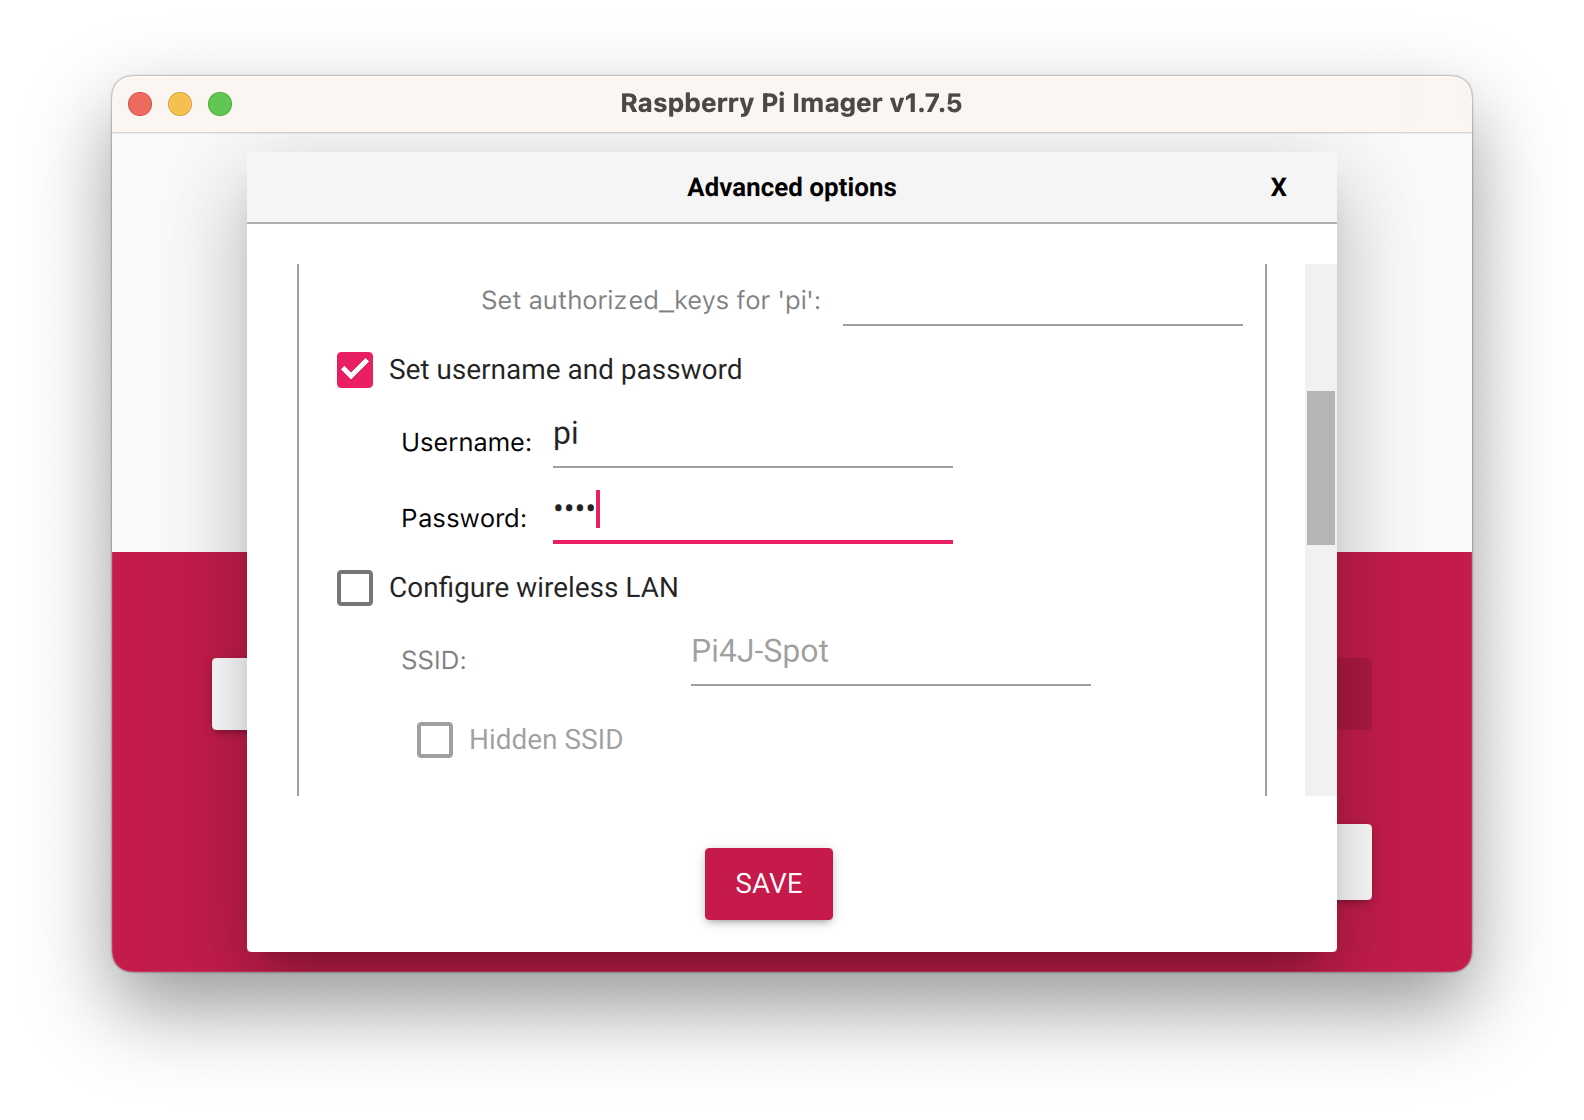 Raspberry Pi Imager v1.7.5
Advanced options X
Set authorized_keys for 'pi':
Set username and password
Username: pi
Password: ••••
Configure wireless LAN
SSID: Pi4J-Spot
Hidden SSID
SAVE